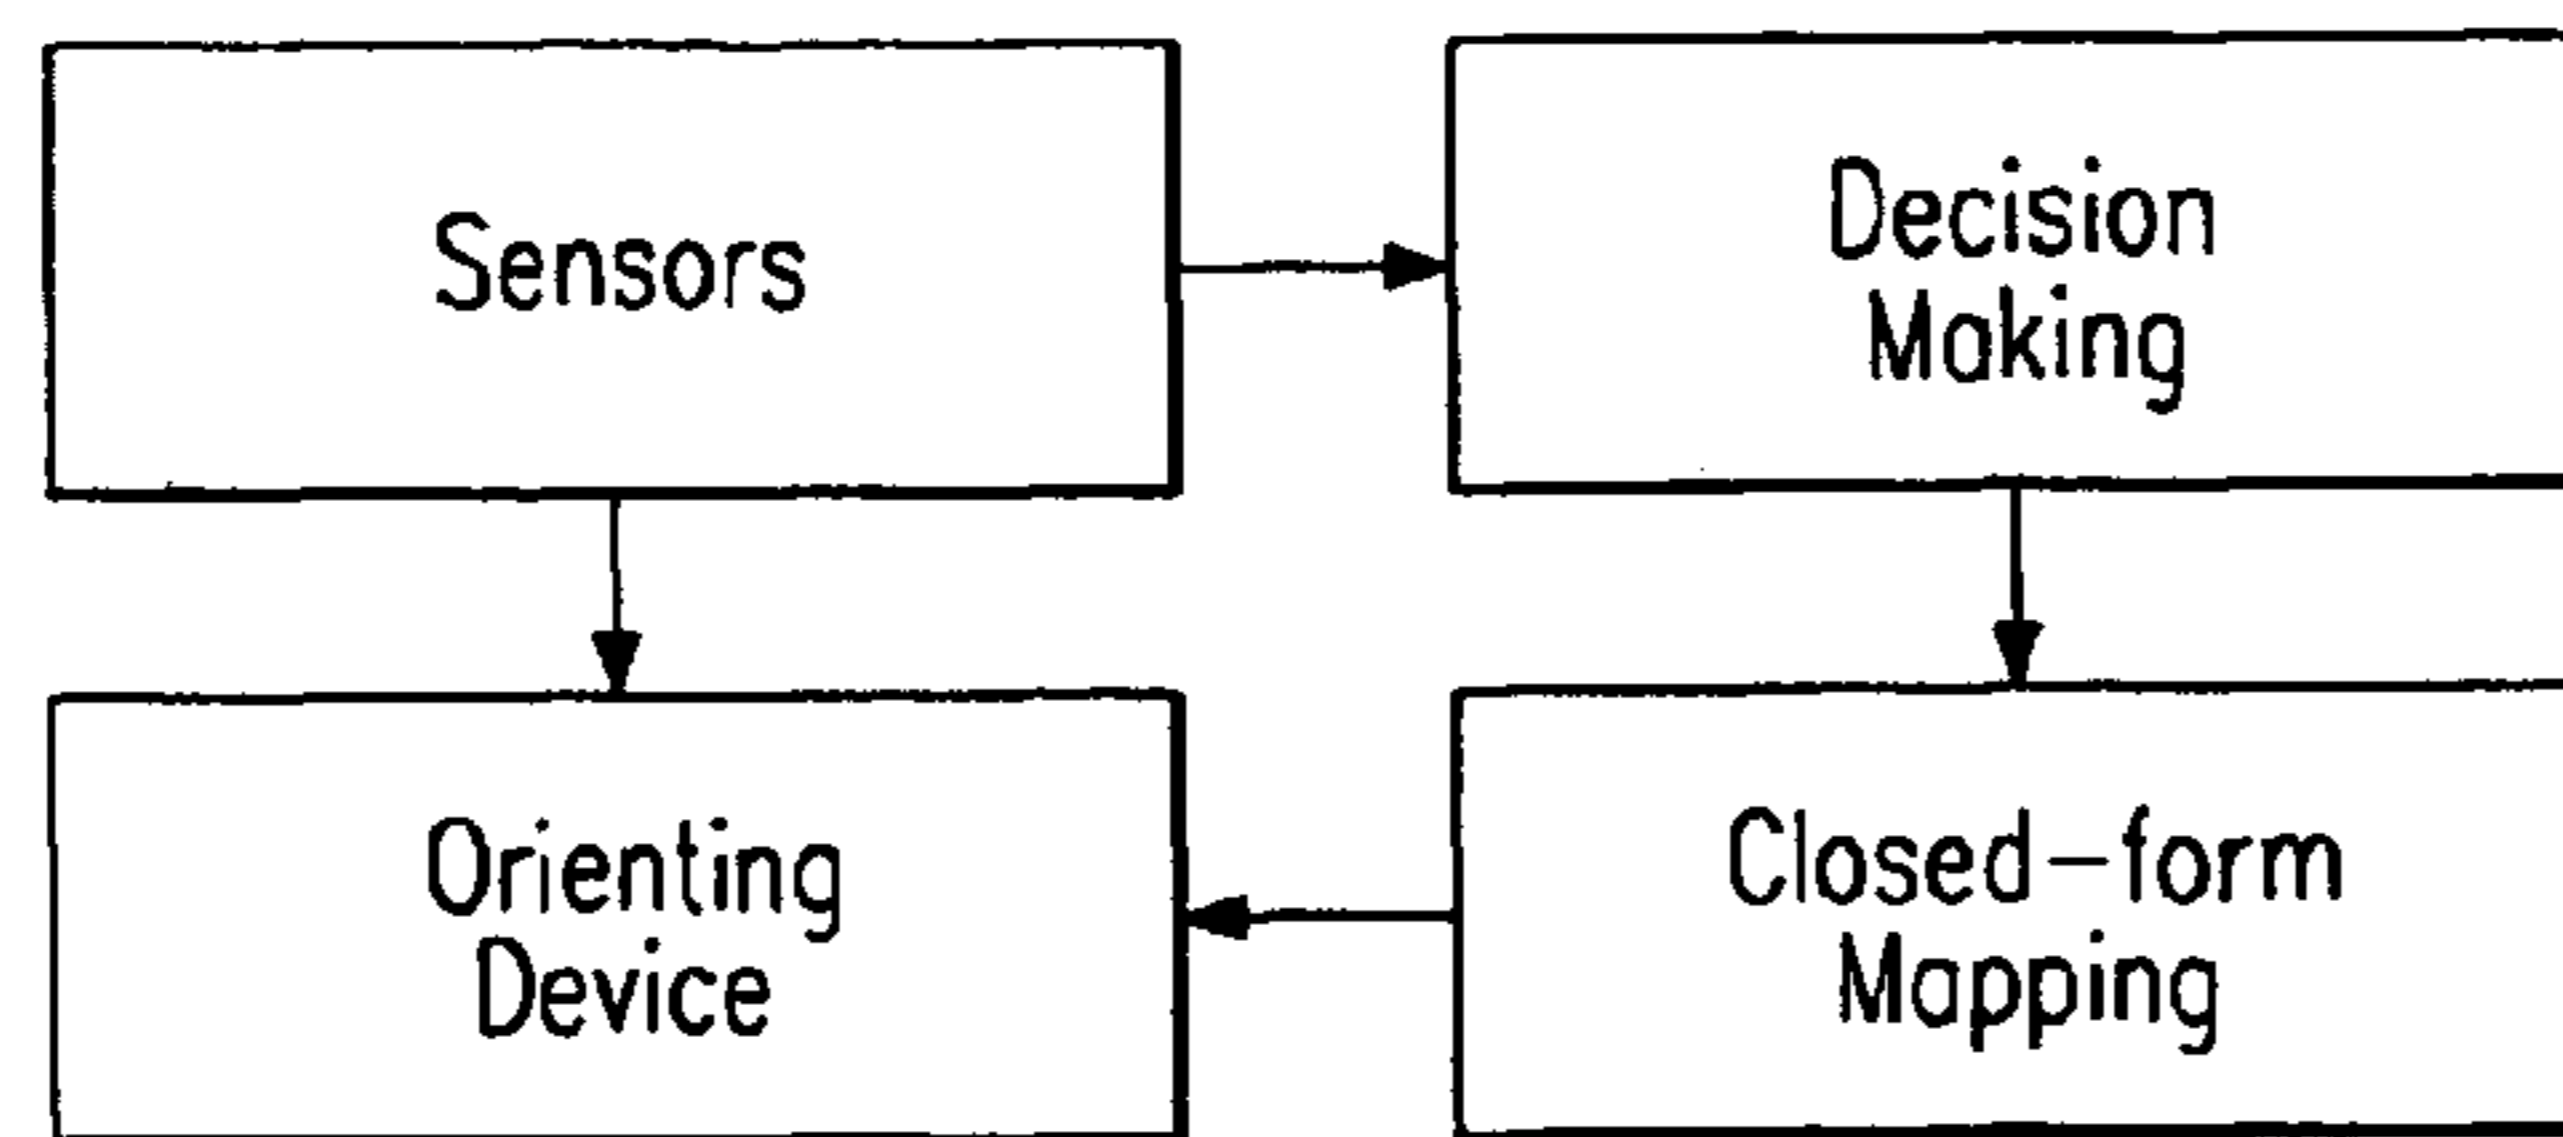 Sensors
Decision
Making
Orienting
Device
Closed-form
Mapping